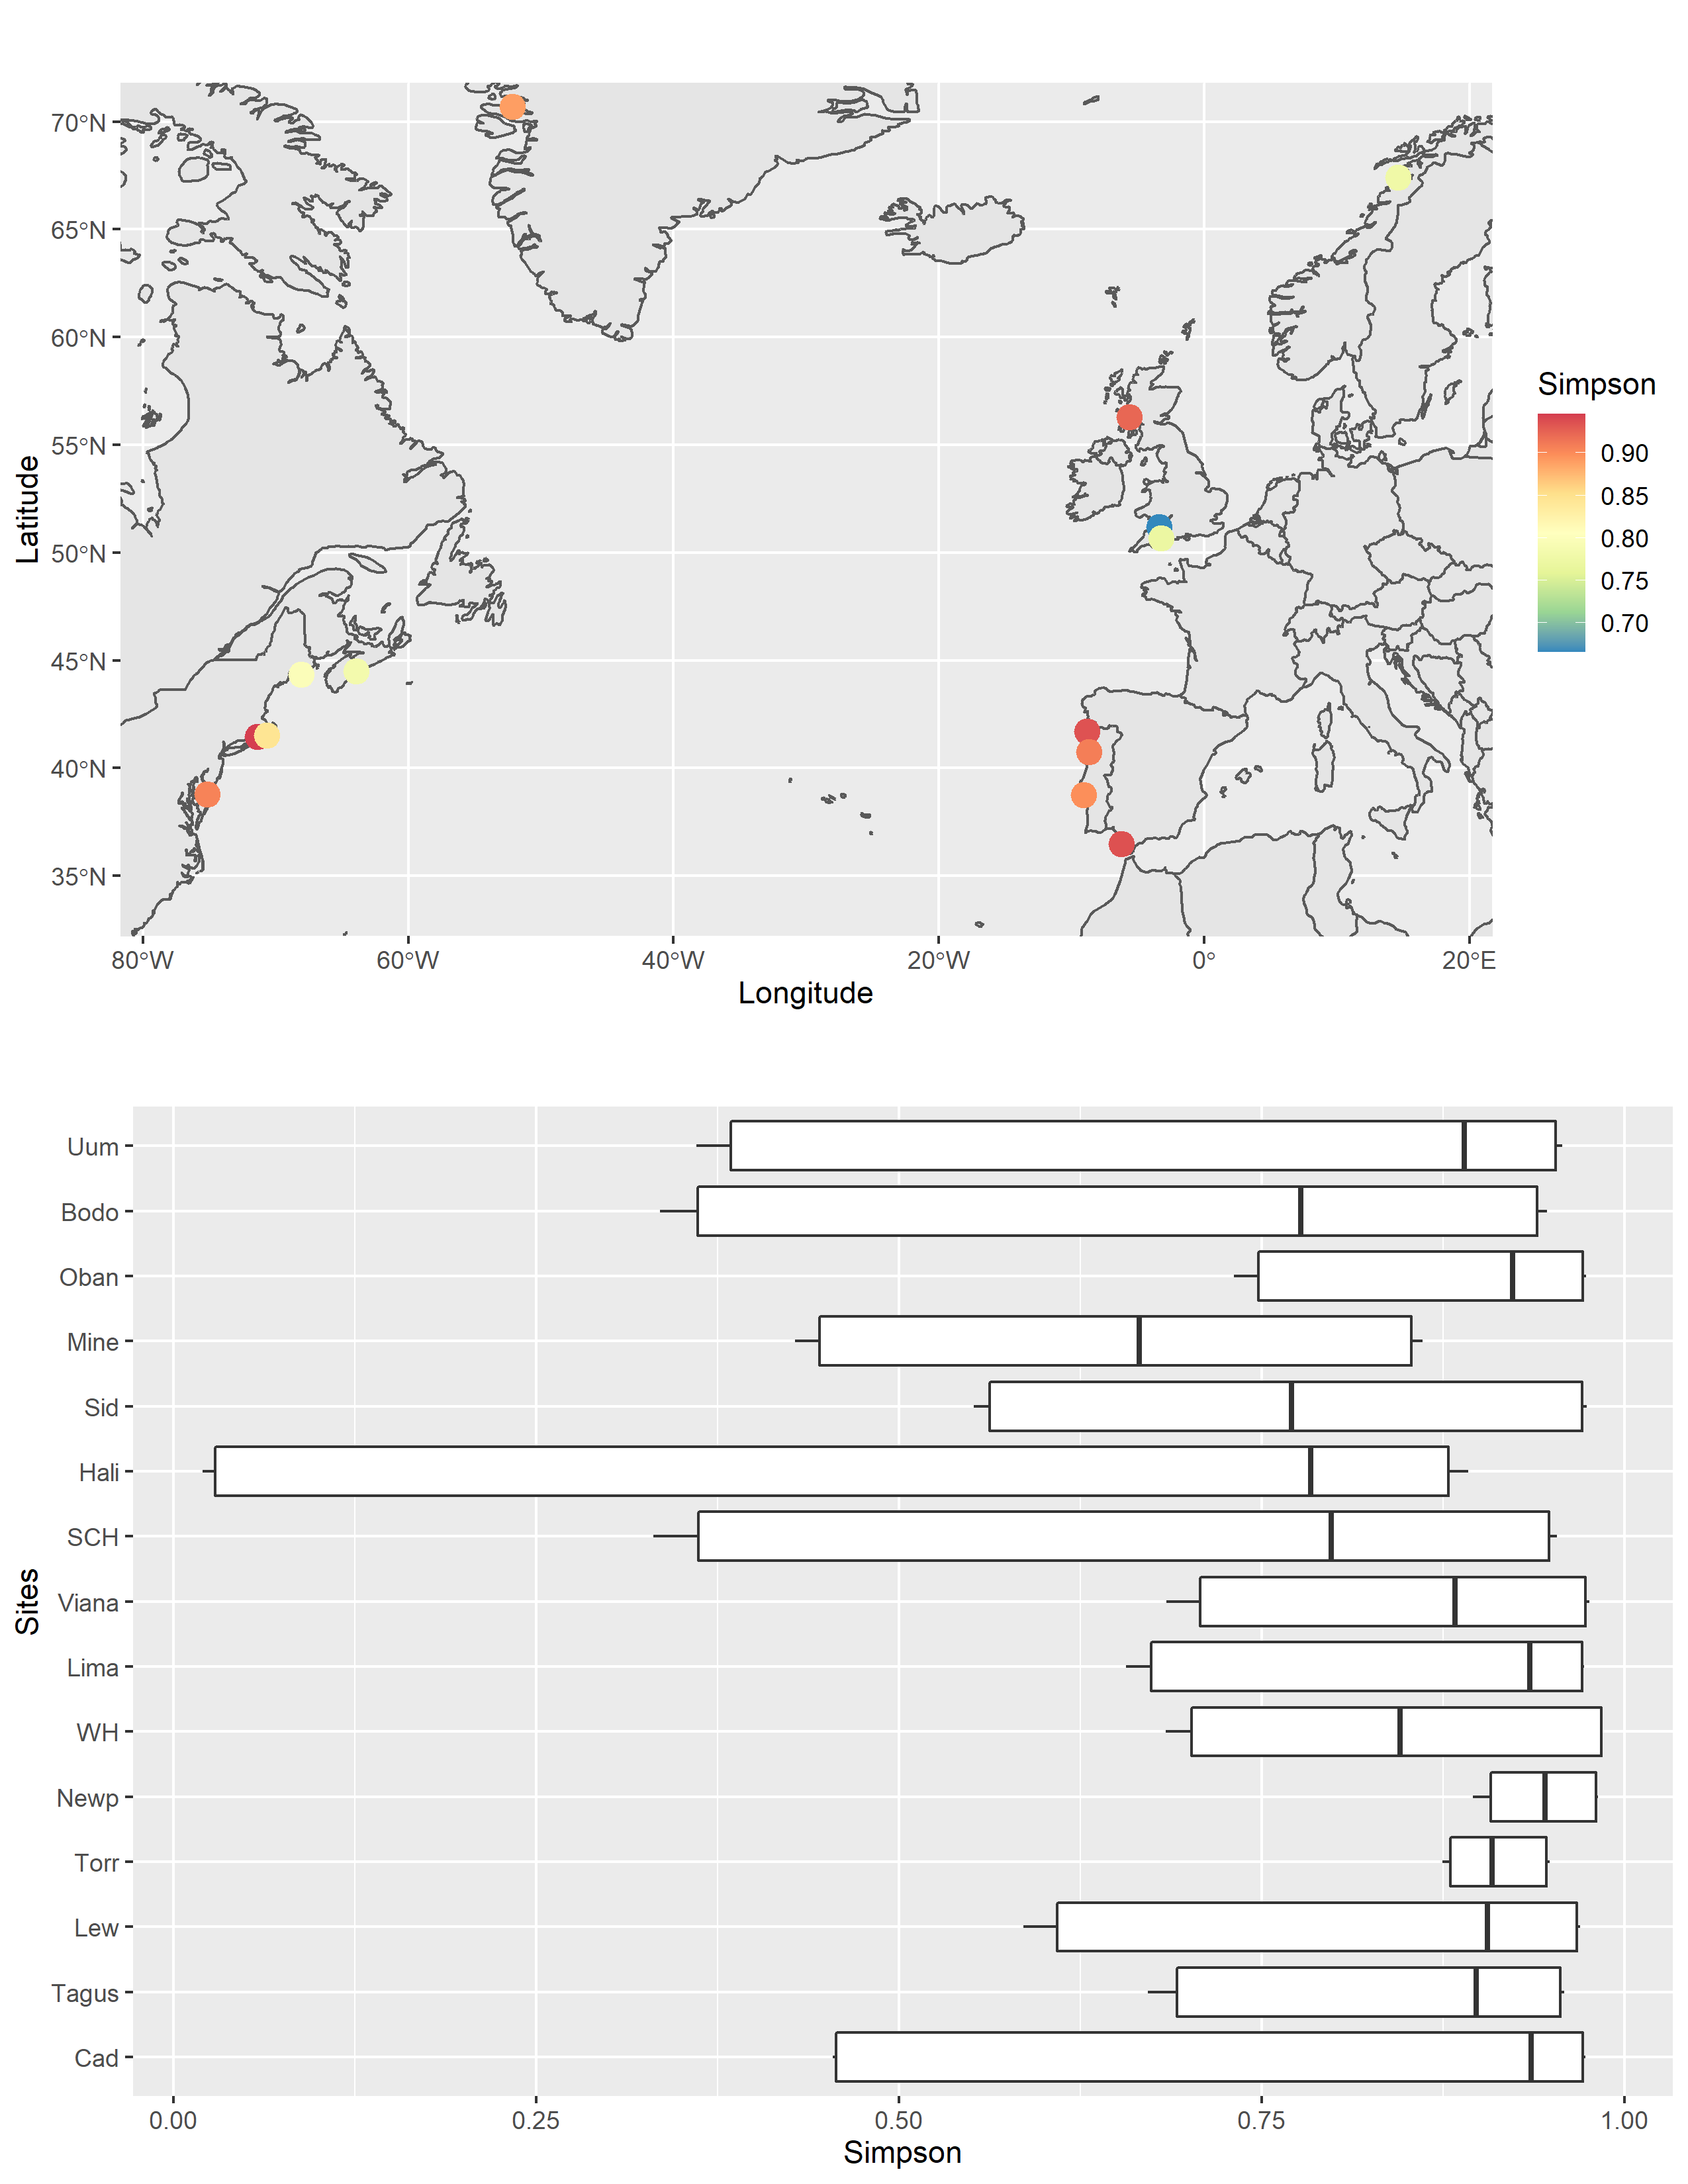 70°N
65°N
60°N
55°N
50°N
45°N
40°N
35°N
Latitude
80°W 60°W 40°W 20°W 0° 20°E
Longitude
Simpson
0.90
0.85
0.80
0.75
0.70
Uum
Bodo
Oban
Mine
Sid
Hali
SCH
Viana
Lima
WH
Newp
Torr
Lew
Tagus
Cad
Sites
0.00 0.25 0.50 0.75 1.00
Simpson